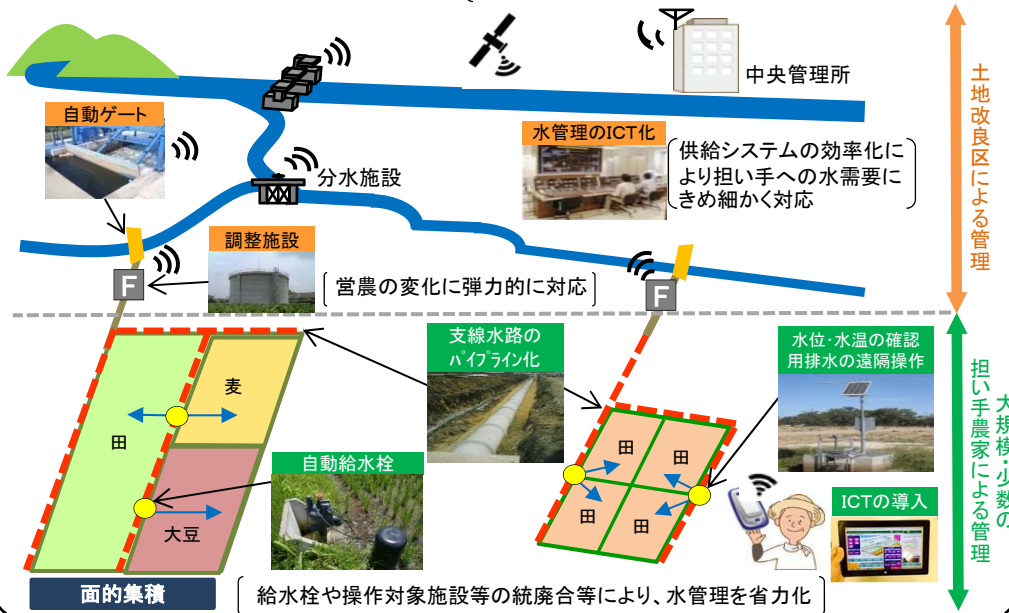 中央管理所
自動ゲート
水管理のICT化
供給システムの効率化に
より担い手への水需要に
きめ細かく対応
分水施設
調整施設
F
営農の変化に弾力的に対応
F
土地改良区による管理
支線水路の
パイプライン化
水位・水温の確認
用排水の遠隔操作
麦
田
自動給水栓
大豆
田
田
田
田
ICTの導入
大規模・少数の
担い手農家による管理
面的集積
給水栓や操作対象施設等の統廃合等により、水管理を省力化